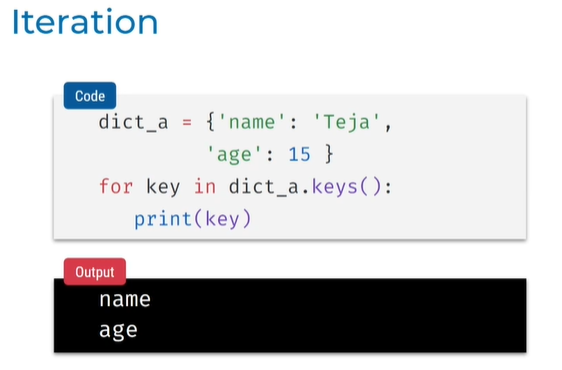 Iteration
Code
dict_a = {'name': 'Teja',
'age': 15 }
for key in dict_a.keys():
print(key)
Output
name
age